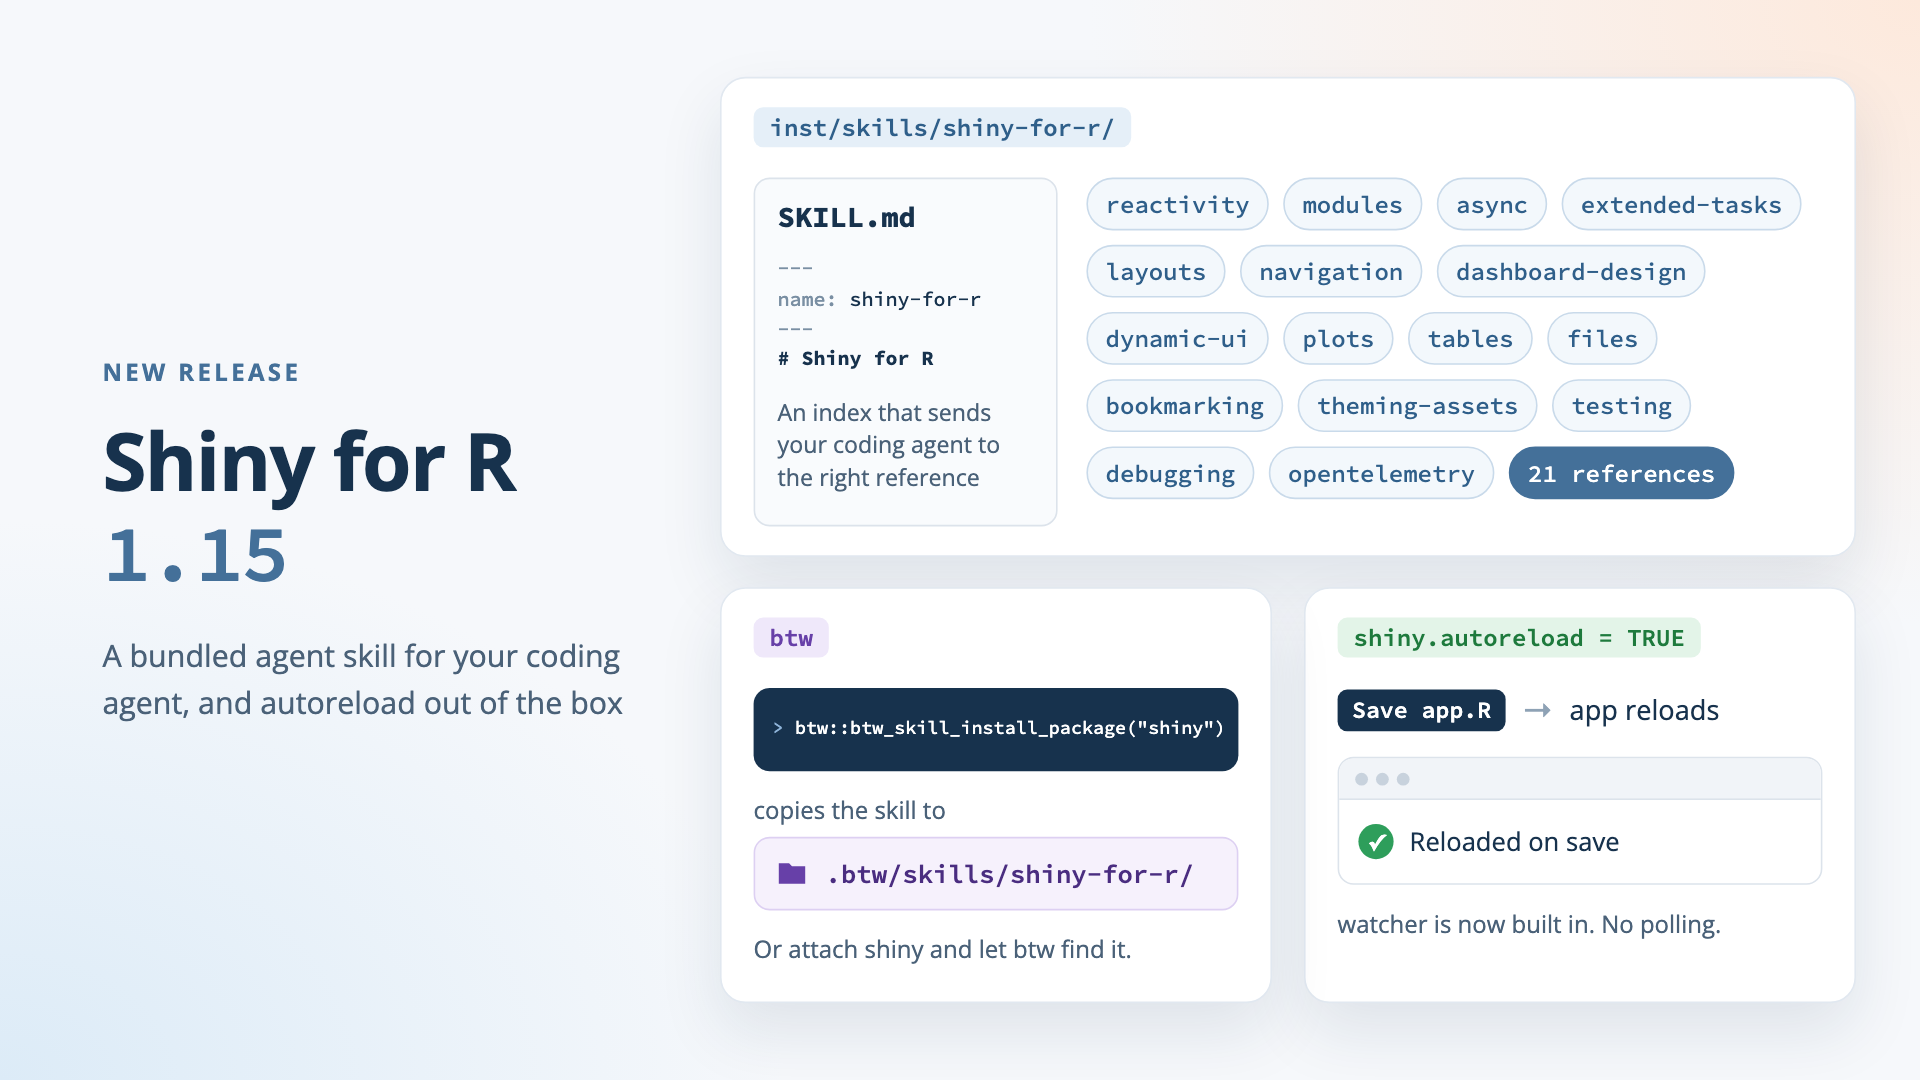 NEW RELEASE
Shiny for R
1.15
A bundled agent skill for your coding
agent, and autoreload out of the box
inst/skills/shiny-for-r/
SKILL.md
---
name: shiny-for-r
---
# Shiny for R
An index that sends
your coding agent to
the right reference
reactivity modules async extended-tasks
layouts navigation dashboard-design
dynamic-ui plots tables files
bookmarking theming-assets testing
debugging opentelemetry 21 references
btw
> btw::btw_skill_install_package("shiny")
copies the skill to
.btw/skills/shiny-for-r/
Or attach shiny and let btw find it.
shiny.autoreload = TRUE
Save app.R → app reloads
Reloaded on save
watcher is now built in. No polling.